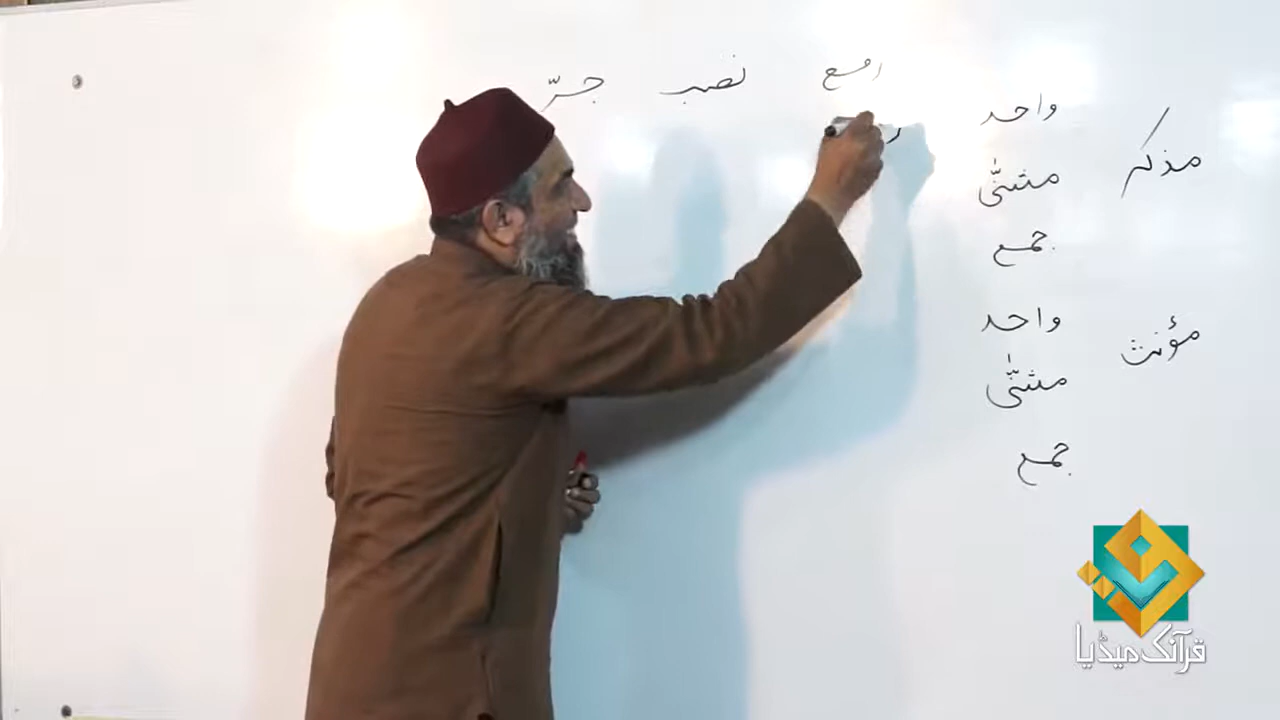 رفع نصب جرّ
واحد
مذکر
مثنّٰی
جمع
واحد
مؤنث
مثنّٰی
جمع
قرآنک میڈیا